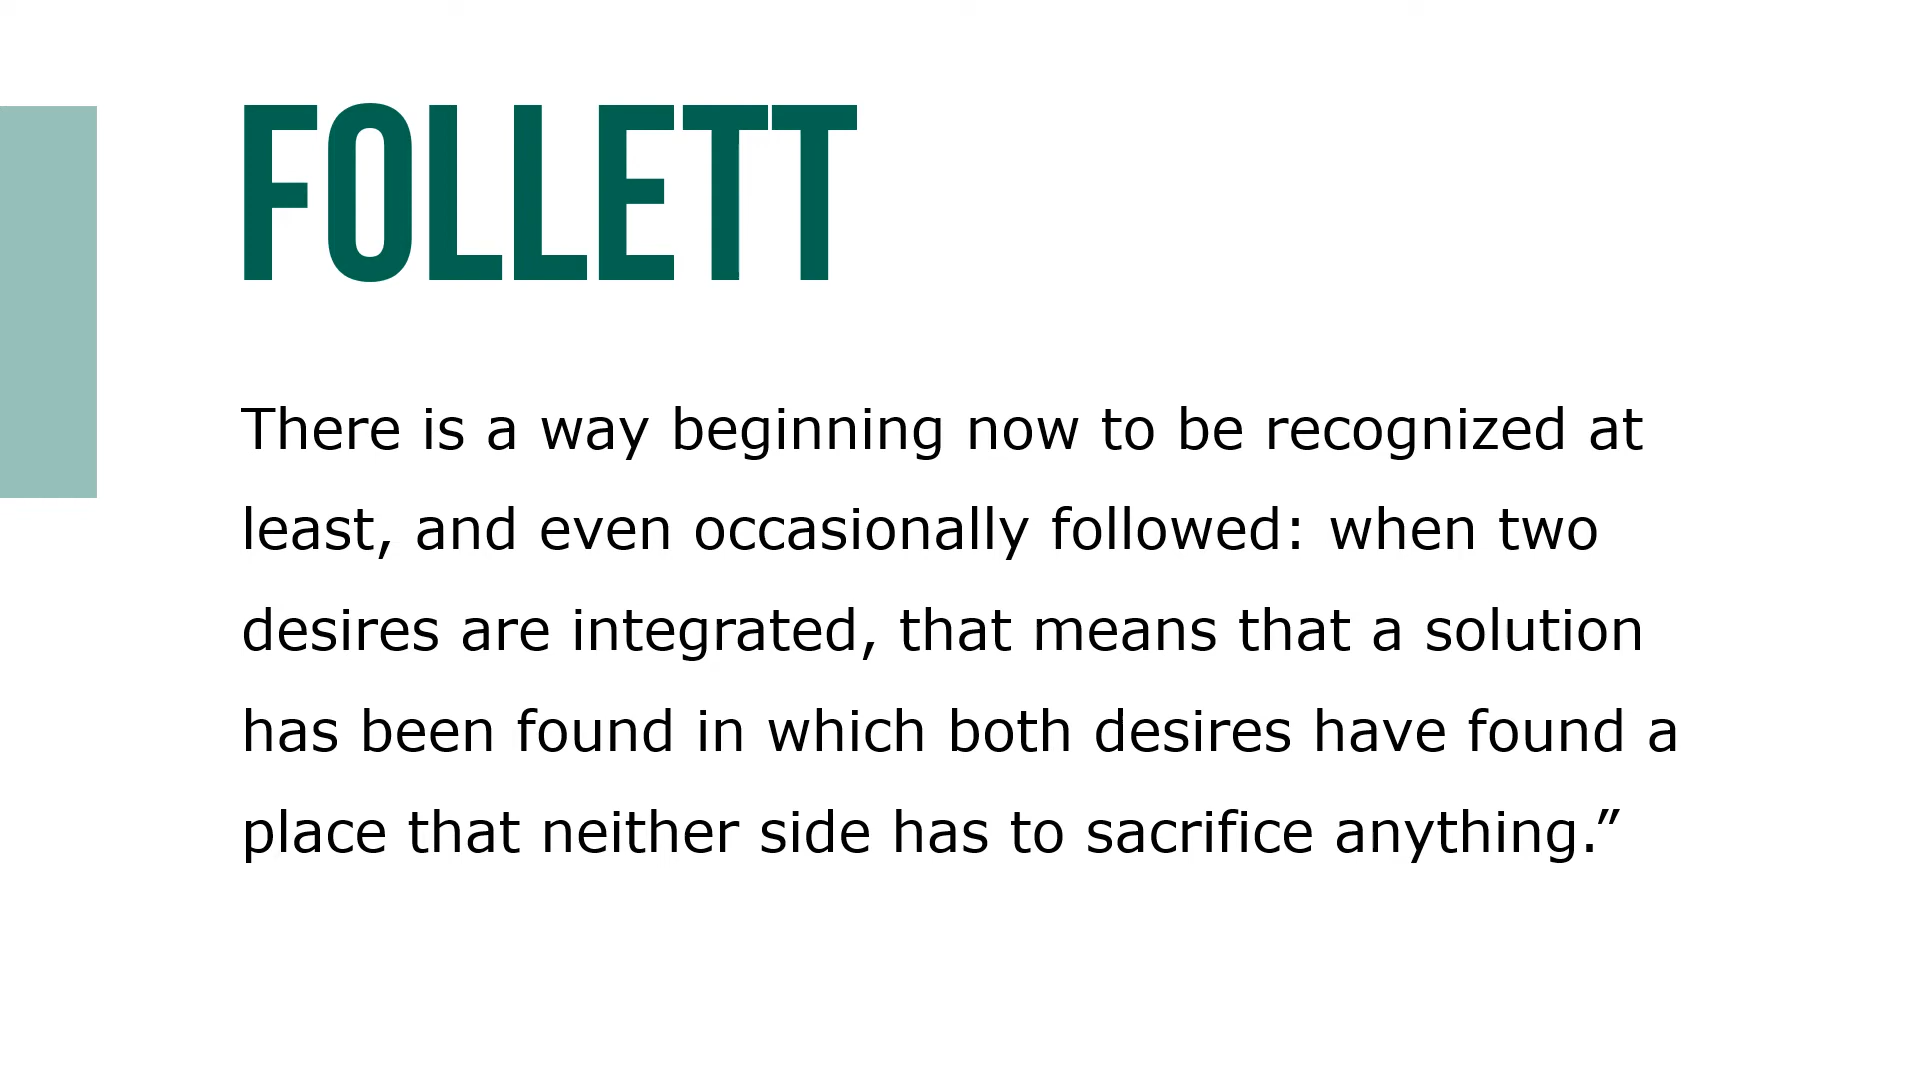 FOLLETT
There is a way beginning now to be recognized at
least, and even occasionally followed: when two
desires are integrated, that means that a solution
has been found in which both desires have found a
place that neither side has to sacrifice anything.”